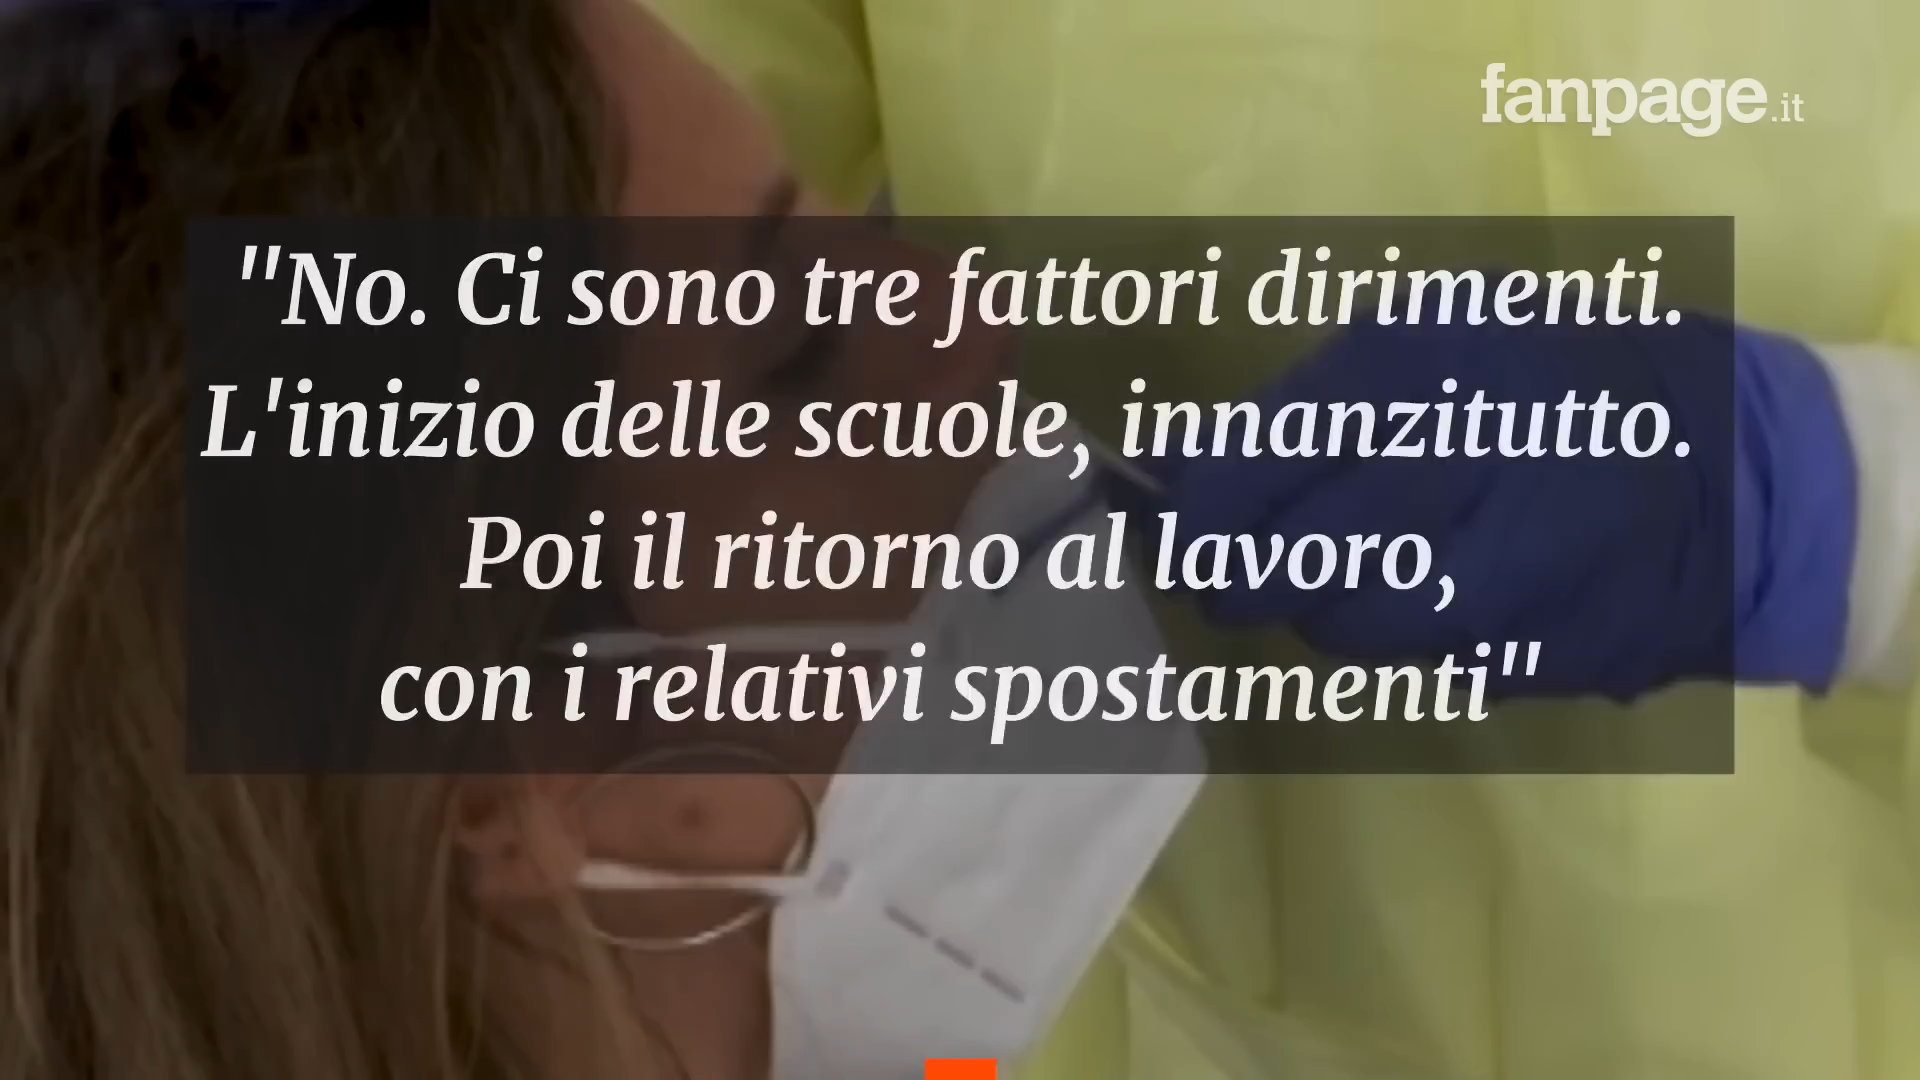 fanpage.it
"No. Ci sono tre fattori dirimenti.
L'inizio delle scuole, innanzitutto.
Poi il ritorno al lavoro,
con i relativi spostamenti"